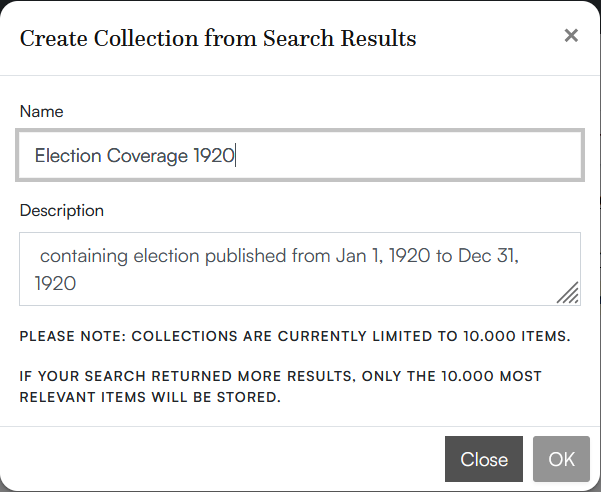 Create Collection from Search Results ×
Name
Election Coverage 1920
Description
containing election published from Jan 1, 1920 to Dec 31,
1920
PLEASE NOTE: COLLECTIONS ARE CURRENTLY LIMITED TO 10.000 ITEMS.
IF YOUR SEARCH RETURNED MORE RESULTS, ONLY THE 10.000 MOST
RELEVANT ITEMS WILL BE STORED.
Close OK